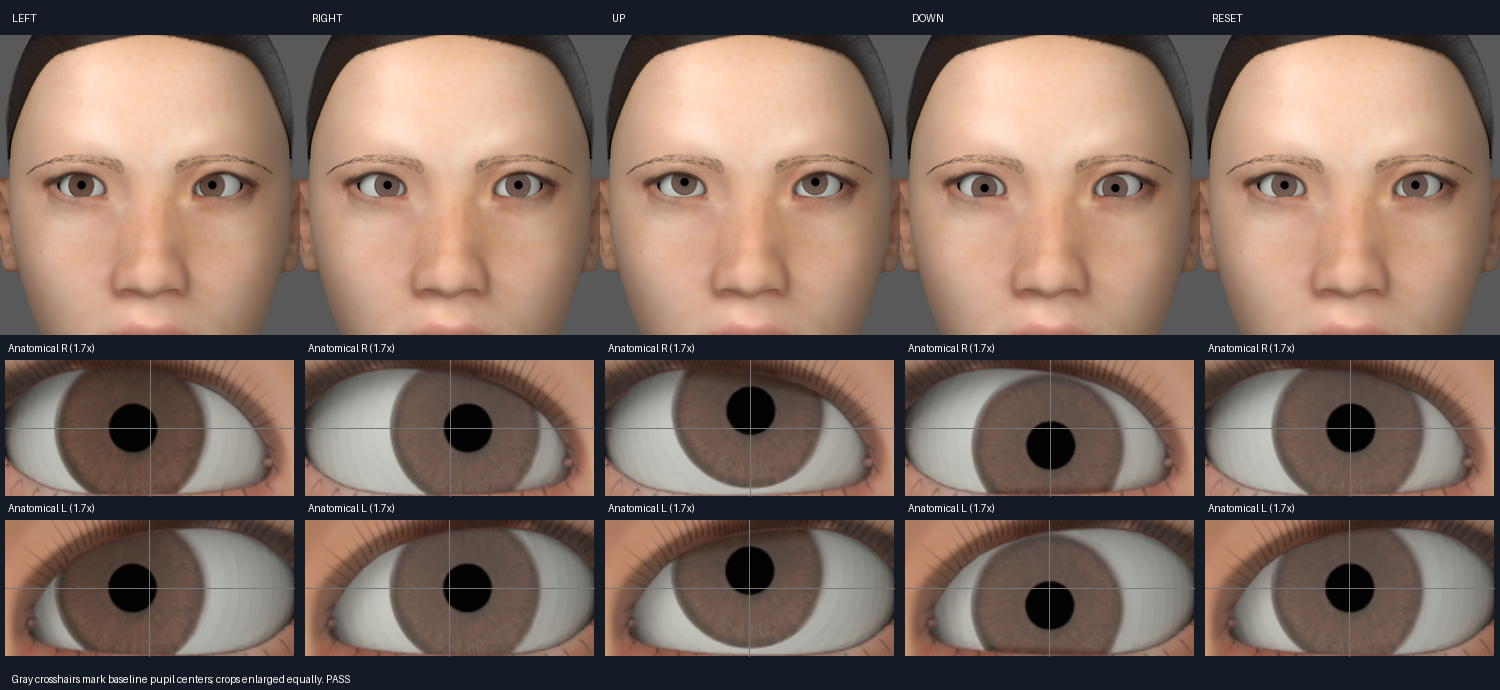 LEFT RIGHT UP DOWN RESET
Anatomical R (1.7x) Anatomical R (1.7x) Anatomical R (1.7x) Anatomical R (1.7x) Anatomical R (1.7x)
Anatomical L (1.7x) Anatomical L (1.7x) Anatomical L (1.7x) Anatomical L (1.7x) Anatomical L (1.7x)
Gray crosshairs mark baseline pupil centers; crops enlarged equally. PASS